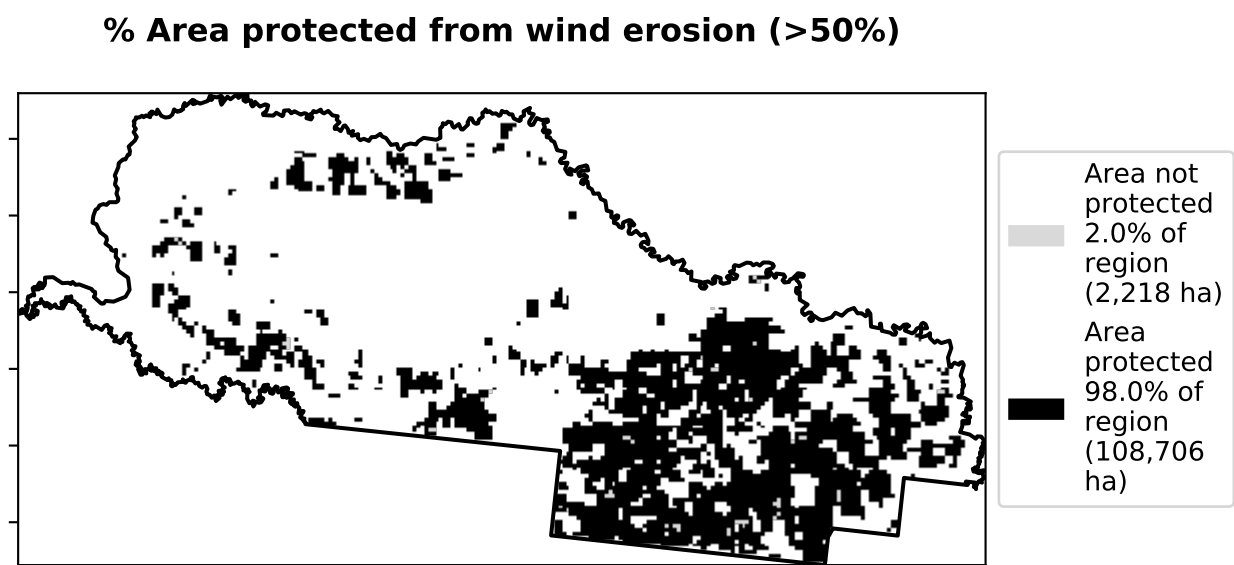 % Area protected from wind erosion (>50%)
Area not
protected
2.0% of
region
(2,218 ha)
Area
protected
98.0% of
region
(108,706
ha)